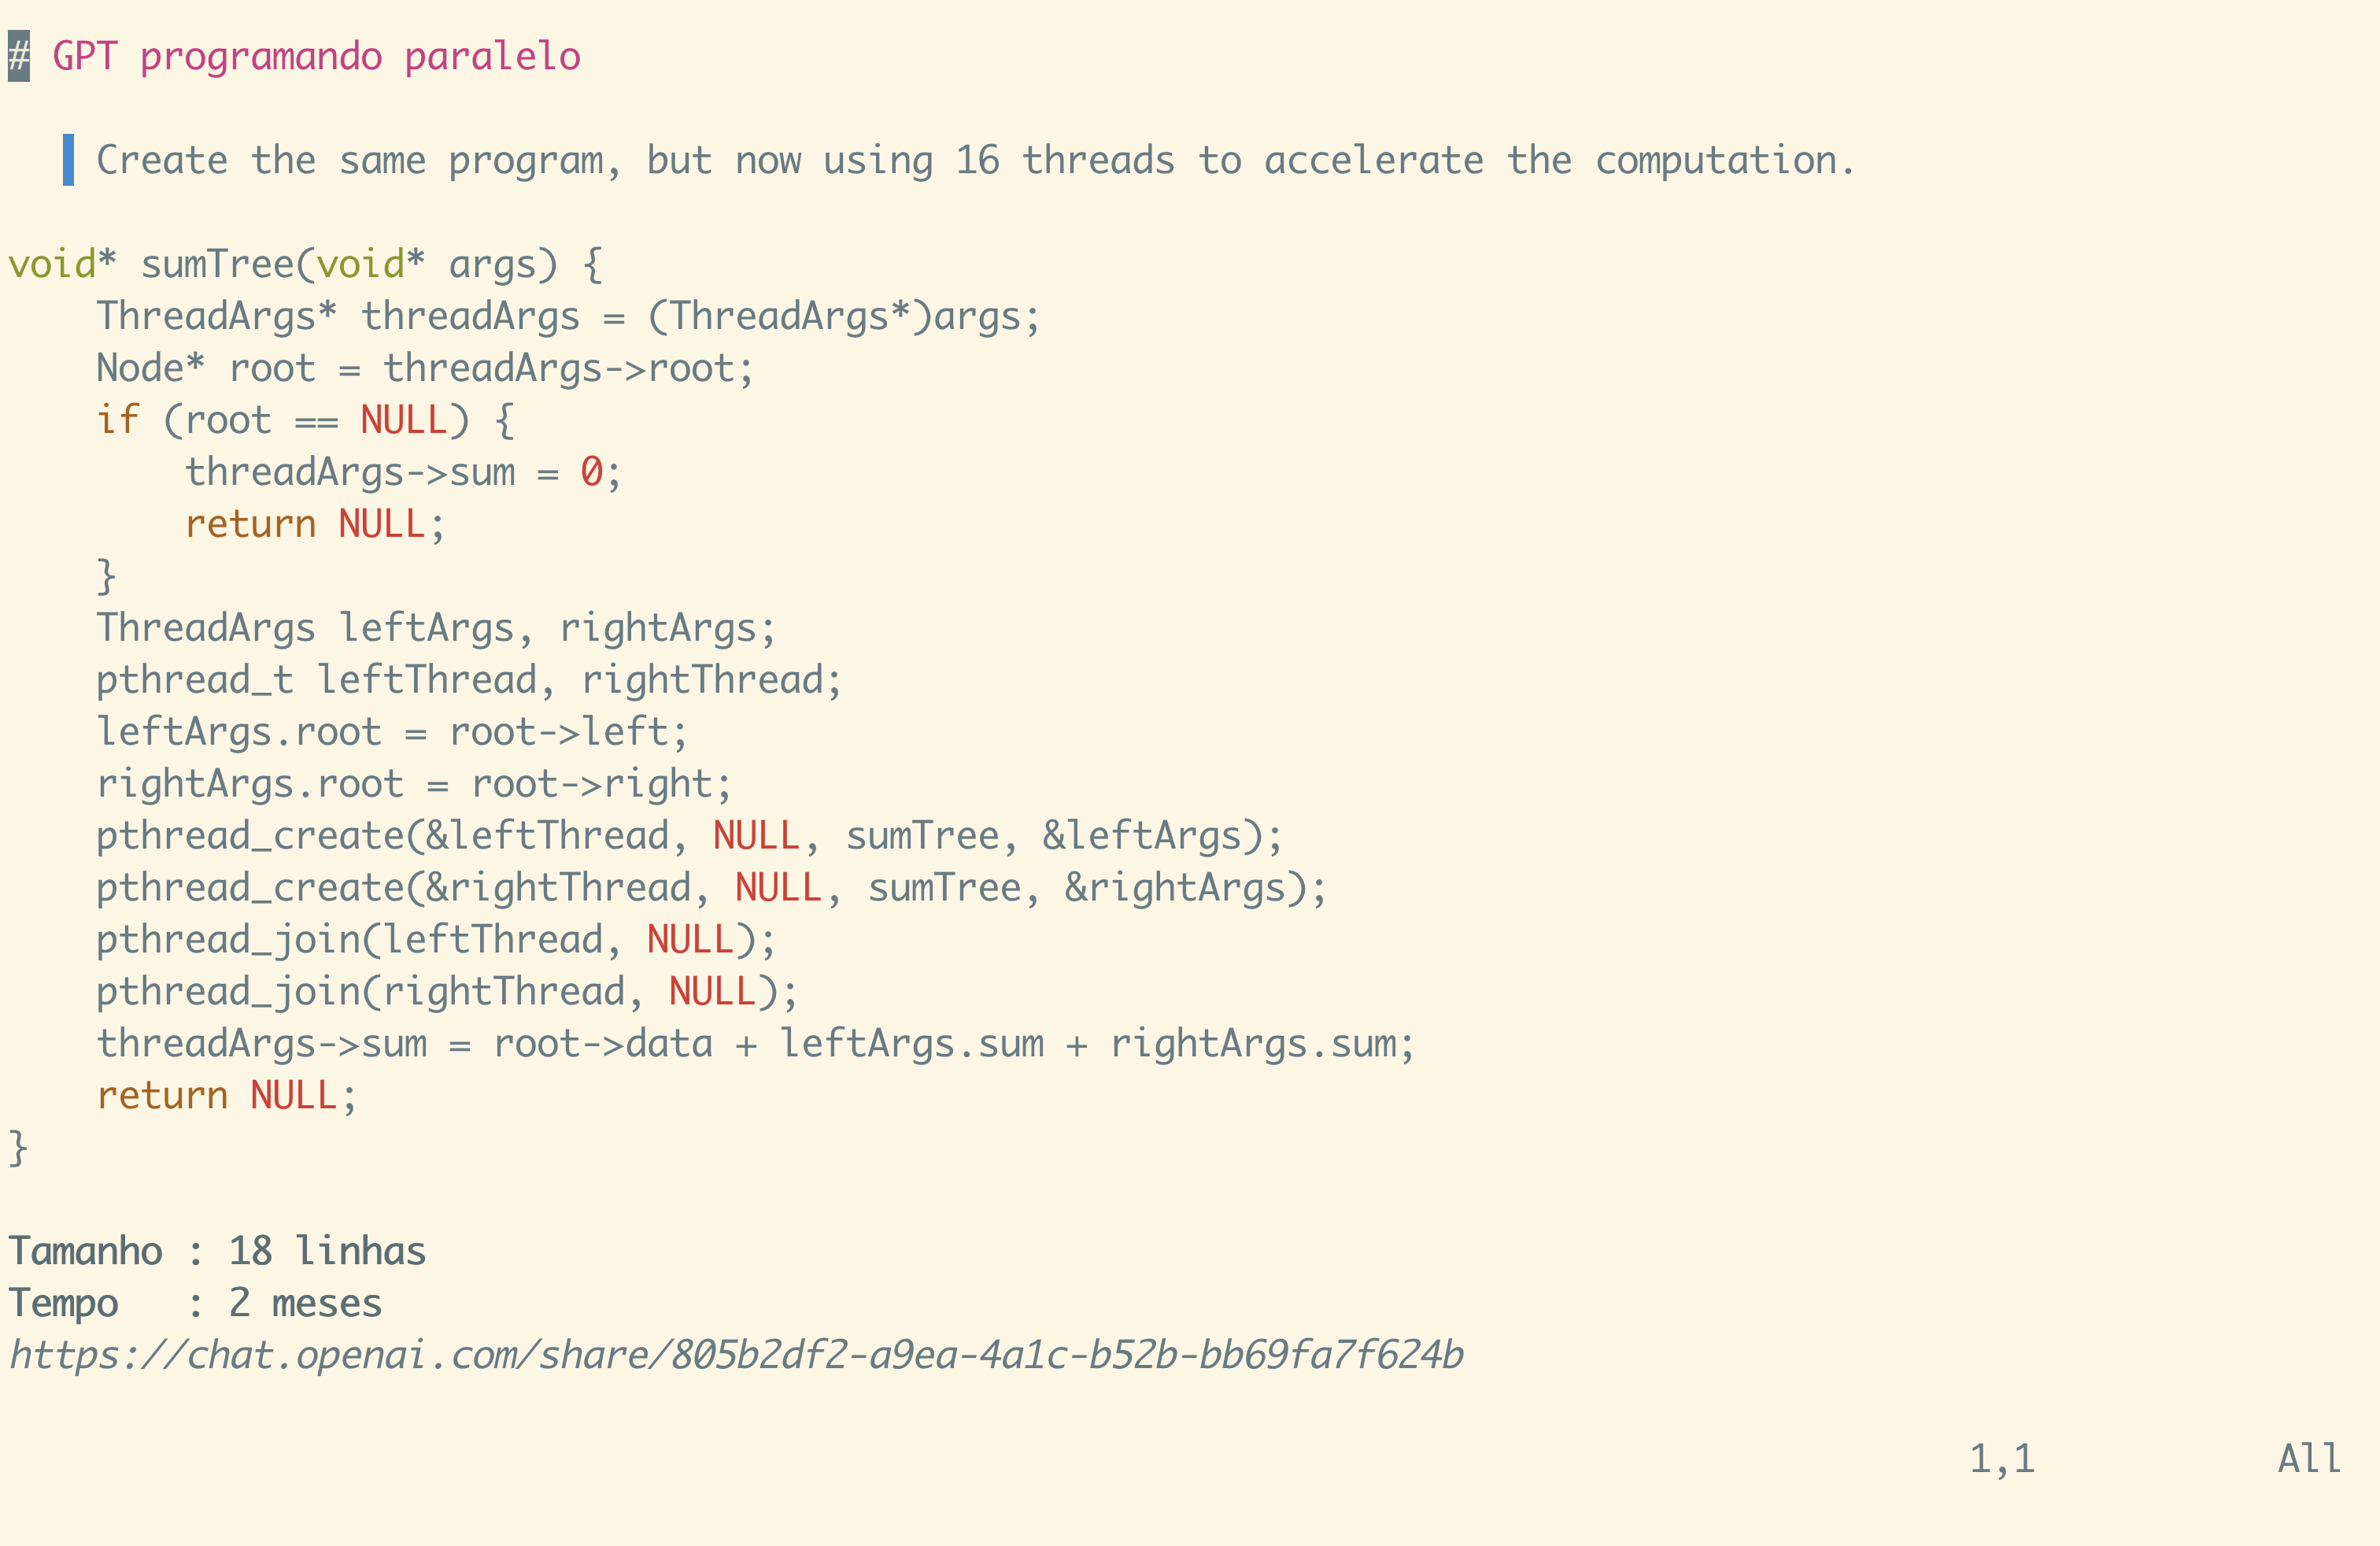 # GPT programando paralelo
Create the same program, but now using 16 threads to accelerate the computation.
void* sumTree(void* args) {
    ThreadArgs* threadArgs = (ThreadArgs*)args;
    Node* root = threadArgs->root;
    if (root == NULL) {
        threadArgs->sum = 0;
        return NULL;
    }
    ThreadArgs leftArgs, rightArgs;
    pthread_t leftThread, rightThread;
    leftArgs.root = root->left;
    rightArgs.root = root->right;
    pthread_create(&leftThread, NULL, sumTree, &leftArgs);
    pthread_create(&rightThread, NULL, sumTree, &rightArgs);
    pthread_join(leftThread, NULL);
    pthread_join(rightThread, NULL);
    threadArgs->sum = root->data + leftArgs.sum + rightArgs.sum;
    return NULL;
}
Tamanho : 18 linhas
Tempo   : 2 meses
https://chat.openai.com/share/805b2df2-a9ea-4a1c-b52b-bb69fa7f624b
1,1 All